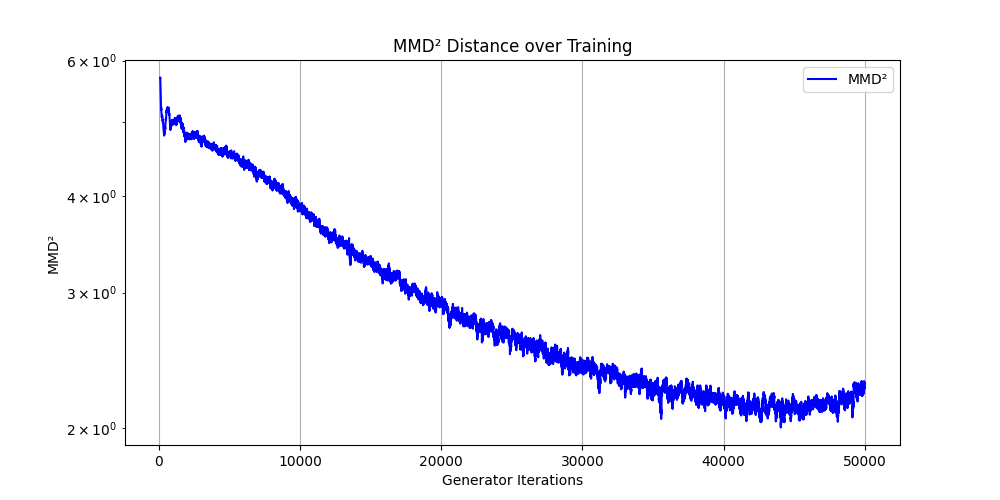 MMD² Distance over Training
MMD²
6 × 10⁰
4 × 10⁰
3 × 10⁰
2 × 10⁰
MMD²
0 10000 20000 30000 40000 50000
Generator Iterations